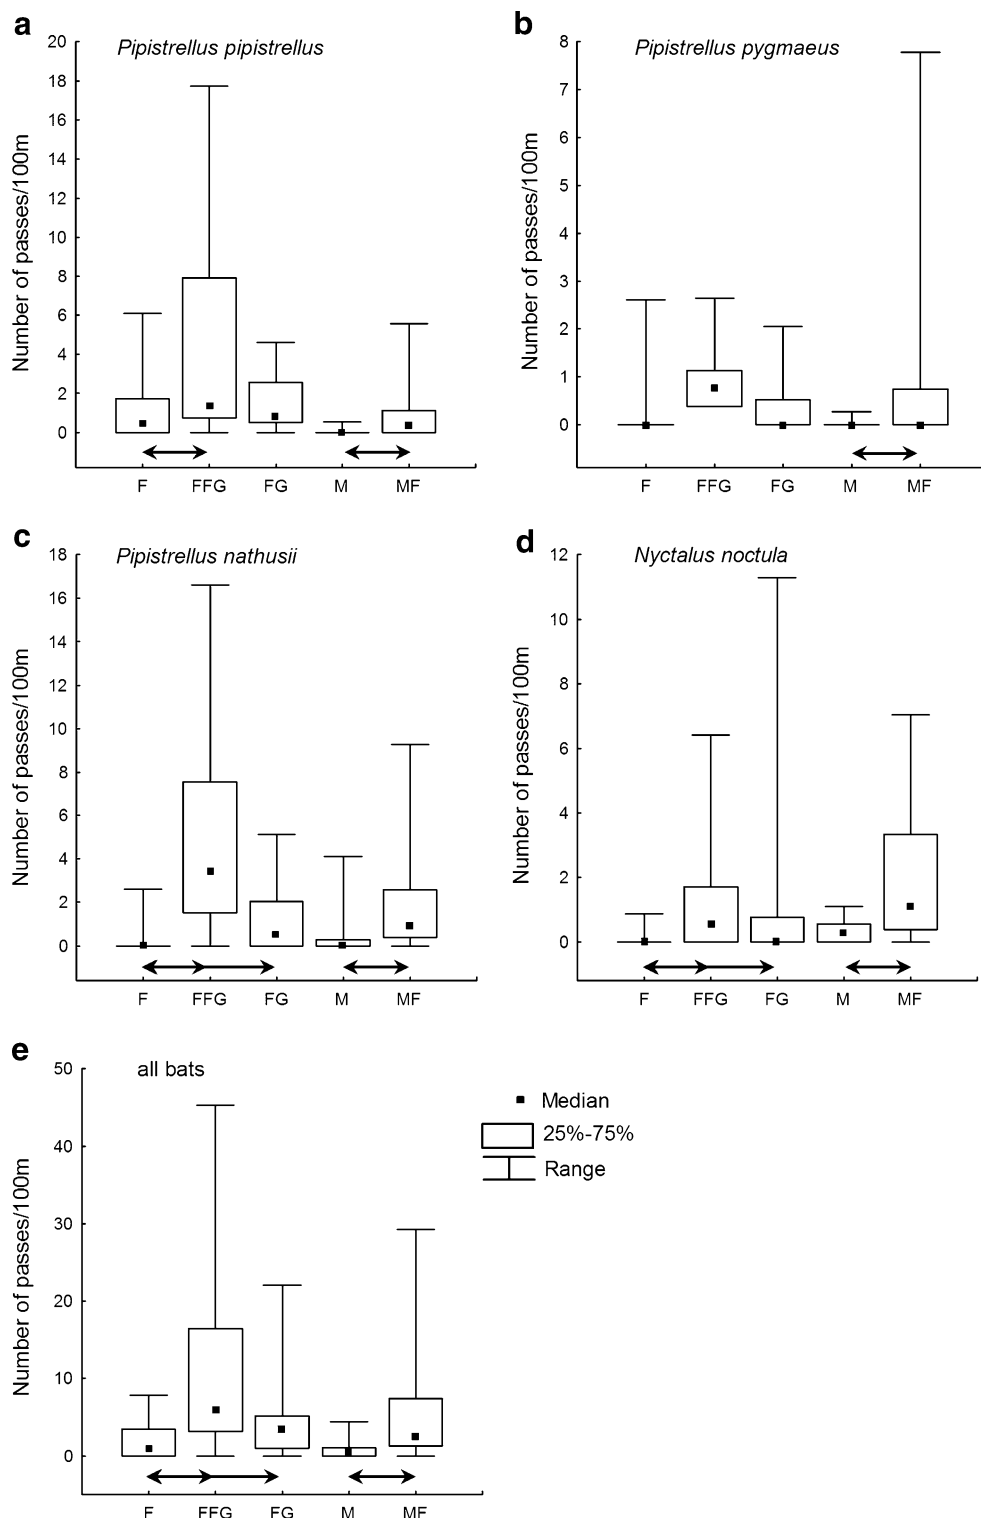 a
Pipistrellus pipistrellus
Number of passes/100m
20
18
16
14
12
10
8
6
4
2
0
F FFG FG M MF
b
Pipistrellus pygmaeus
Number of passes/100m
8
7
6
5
4
3
2
1
0
F FFG FG M MF
c
Pipistrellus nathusii
Number of passes/100m
18
16
14
12
10
8
6
4
2
0
F FFG FG M MF
d
Nyctalus noctula
Number of passes/100m
12
10
8
6
4
2
0
F FFG FG M MF
e
all bats
Number of passes/100m
50
40
30
20
10
0
F FFG FG M MF
Median
25%-75%
Range